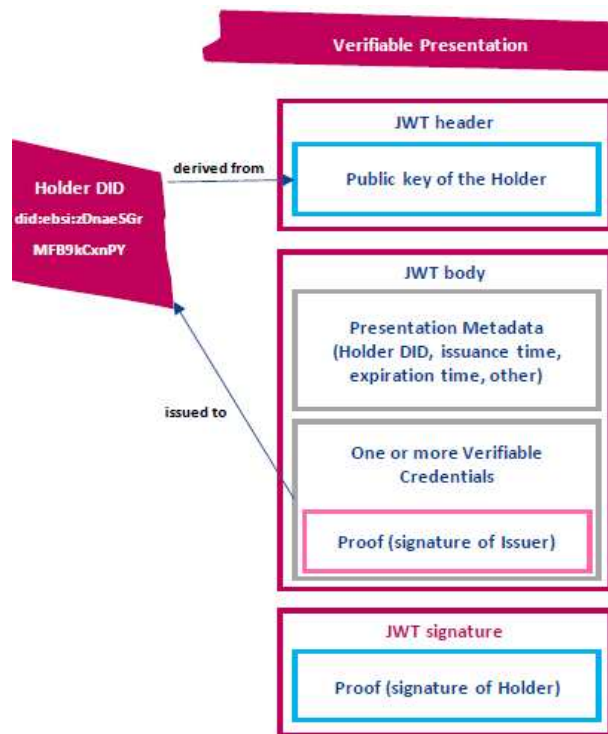 Verifiable Presentation
JWT header
Public key of the Holder
derived from
Holder DID
did:ebsi:zDnaeSGr
MFB9kCxnPY
JWT body
Presentation Metadata
(Holder DID, issuance time,
expiration time, other)
issued to
One or more Verifiable
Credentials
Proof (signature of Issuer)
JWT signature
Proof (signature of Holder)